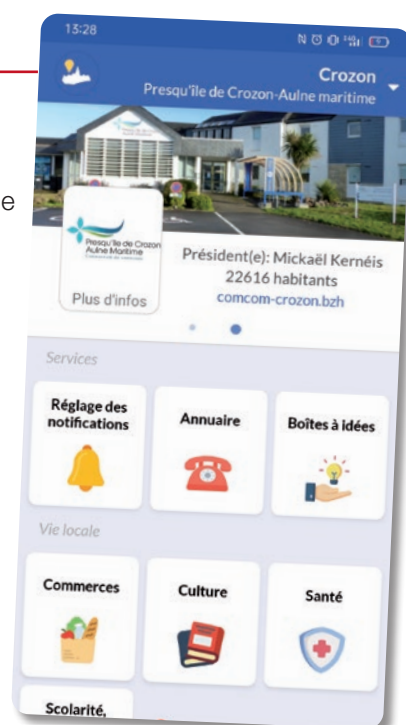 13:28
Crozon
Presqu'île de Crozon-Aulne maritime
e
Presqu'île de Crozon
Aulne Maritime
Plus d'infos
Président(e): Mickaël Kernéis
22616 habitants
comcom-crozon.bzh
Services
Réglage des
notifications
Annuaire
Boîtes à idées
Vie locale
Commerces
Culture
Santé
Scolarité,